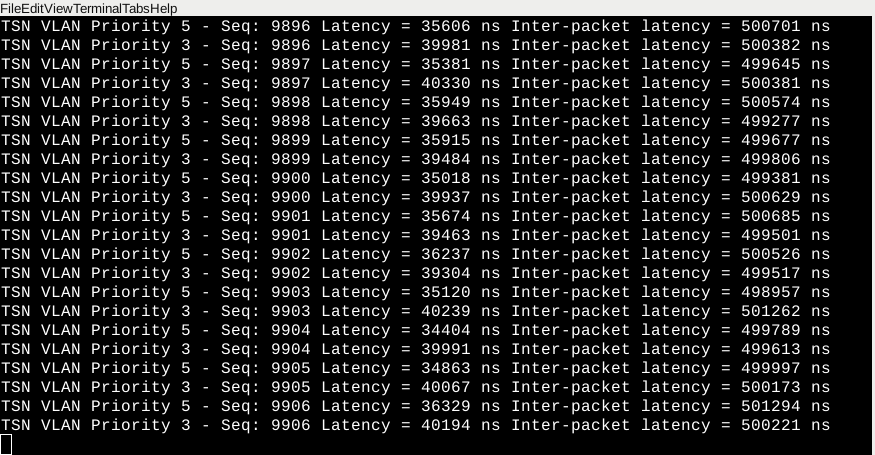 FileEditViewTerminalTabsHelp
TSN VLAN Priority 5 - Seq: 9896 Latency = 35606 ns Inter-packet latency = 500701 ns
TSN VLAN Priority 3 - Seq: 9896 Latency = 39981 ns Inter-packet latency = 500382 ns
TSN VLAN Priority 5 - Seq: 9897 Latency = 35381 ns Inter-packet latency = 499645 ns
TSN VLAN Priority 3 - Seq: 9897 Latency = 40330 ns Inter-packet latency = 500381 ns
TSN VLAN Priority 5 - Seq: 9898 Latency = 35949 ns Inter-packet latency = 500574 ns
TSN VLAN Priority 3 - Seq: 9898 Latency = 39663 ns Inter-packet latency = 499277 ns
TSN VLAN Priority 5 - Seq: 9899 Latency = 35915 ns Inter-packet latency = 499677 ns
TSN VLAN Priority 3 - Seq: 9899 Latency = 39484 ns Inter-packet latency = 499806 ns
TSN VLAN Priority 5 - Seq: 9900 Latency = 35018 ns Inter-packet latency = 499381 ns
TSN VLAN Priority 3 - Seq: 9900 Latency = 39937 ns Inter-packet latency = 500629 ns
TSN VLAN Priority 5 - Seq: 9901 Latency = 35674 ns Inter-packet latency = 500685 ns
TSN VLAN Priority 3 - Seq: 9901 Latency = 39463 ns Inter-packet latency = 499501 ns
TSN VLAN Priority 5 - Seq: 9902 Latency = 36237 ns Inter-packet latency = 500526 ns
TSN VLAN Priority 3 - Seq: 9902 Latency = 39304 ns Inter-packet latency = 499517 ns
TSN VLAN Priority 5 - Seq: 9903 Latency = 35120 ns Inter-packet latency = 498957 ns
TSN VLAN Priority 3 - Seq: 9903 Latency = 40239 ns Inter-packet latency = 501262 ns
TSN VLAN Priority 5 - Seq: 9904 Latency = 34404 ns Inter-packet latency = 499789 ns
TSN VLAN Priority 3 - Seq: 9904 Latency = 39991 ns Inter-packet latency = 499613 ns
TSN VLAN Priority 5 - Seq: 9905 Latency = 34863 ns Inter-packet latency = 499997 ns
TSN VLAN Priority 3 - Seq: 9905 Latency = 40067 ns Inter-packet latency = 500173 ns
TSN VLAN Priority 5 - Seq: 9906 Latency = 36329 ns Inter-packet latency = 501294 ns
TSN VLAN Priority 3 - Seq: 9906 Latency = 40194 ns Inter-packet latency = 500221 ns